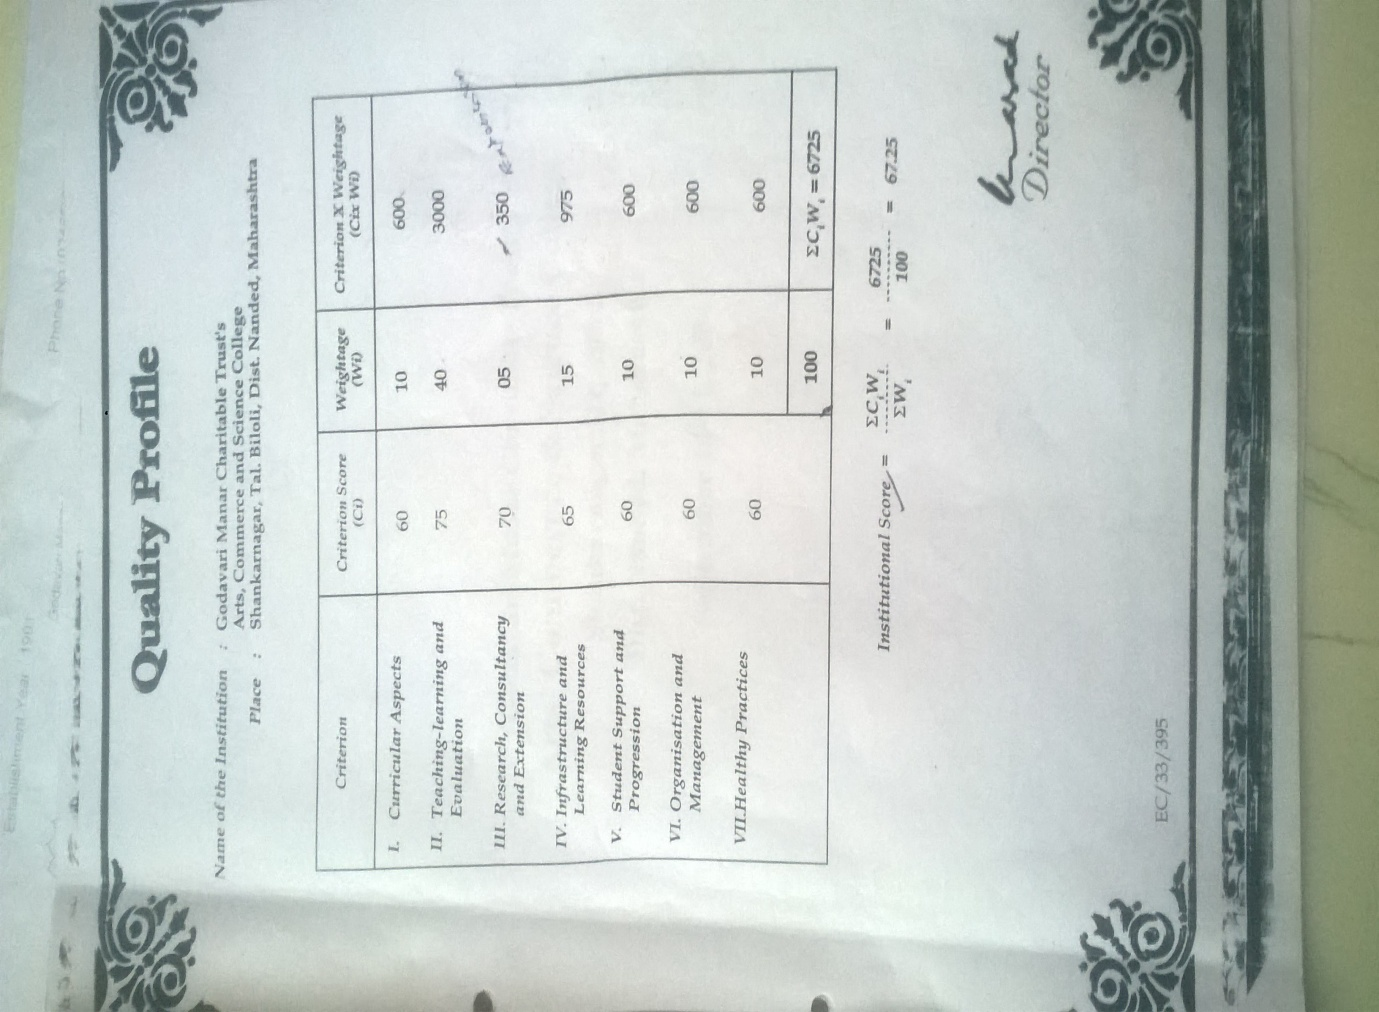 Quality Profile
Name of the Institution : Godavari Manar Charitable Trust's
Arts, Commerce and Science College
Place : Shankarnagar, Tal. Biloli, Dist. Nanded, Maharashtra
Criterion Criterion Score (Ci) Weightage (Wi) Criterion X Weightage (Cix Wi)
I. Curricular Aspects 60 10 600
II. Teaching-learning and Evaluation 75 40 3000
III. Research, Consultancy and Extension 70 05 350
IV. Infrastructure and Learning Resources 65 15 975
V. Student Support and Progression 60 10 600
VI. Organisation and Management 60 10 600
VII.Healthy Practices 60 10 600
100 ΣCiWi = 6725
Institutional Score = ΣCiWi / ΣWi = 6725 / 100 = 67.25
Director
EC/33/395